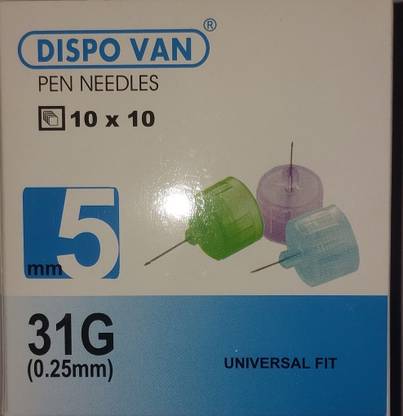 DISPO VAN®
PEN NEEDLES
10 x 10
5
mm
31G
(0.25mm)
UNIVERSAL FIT